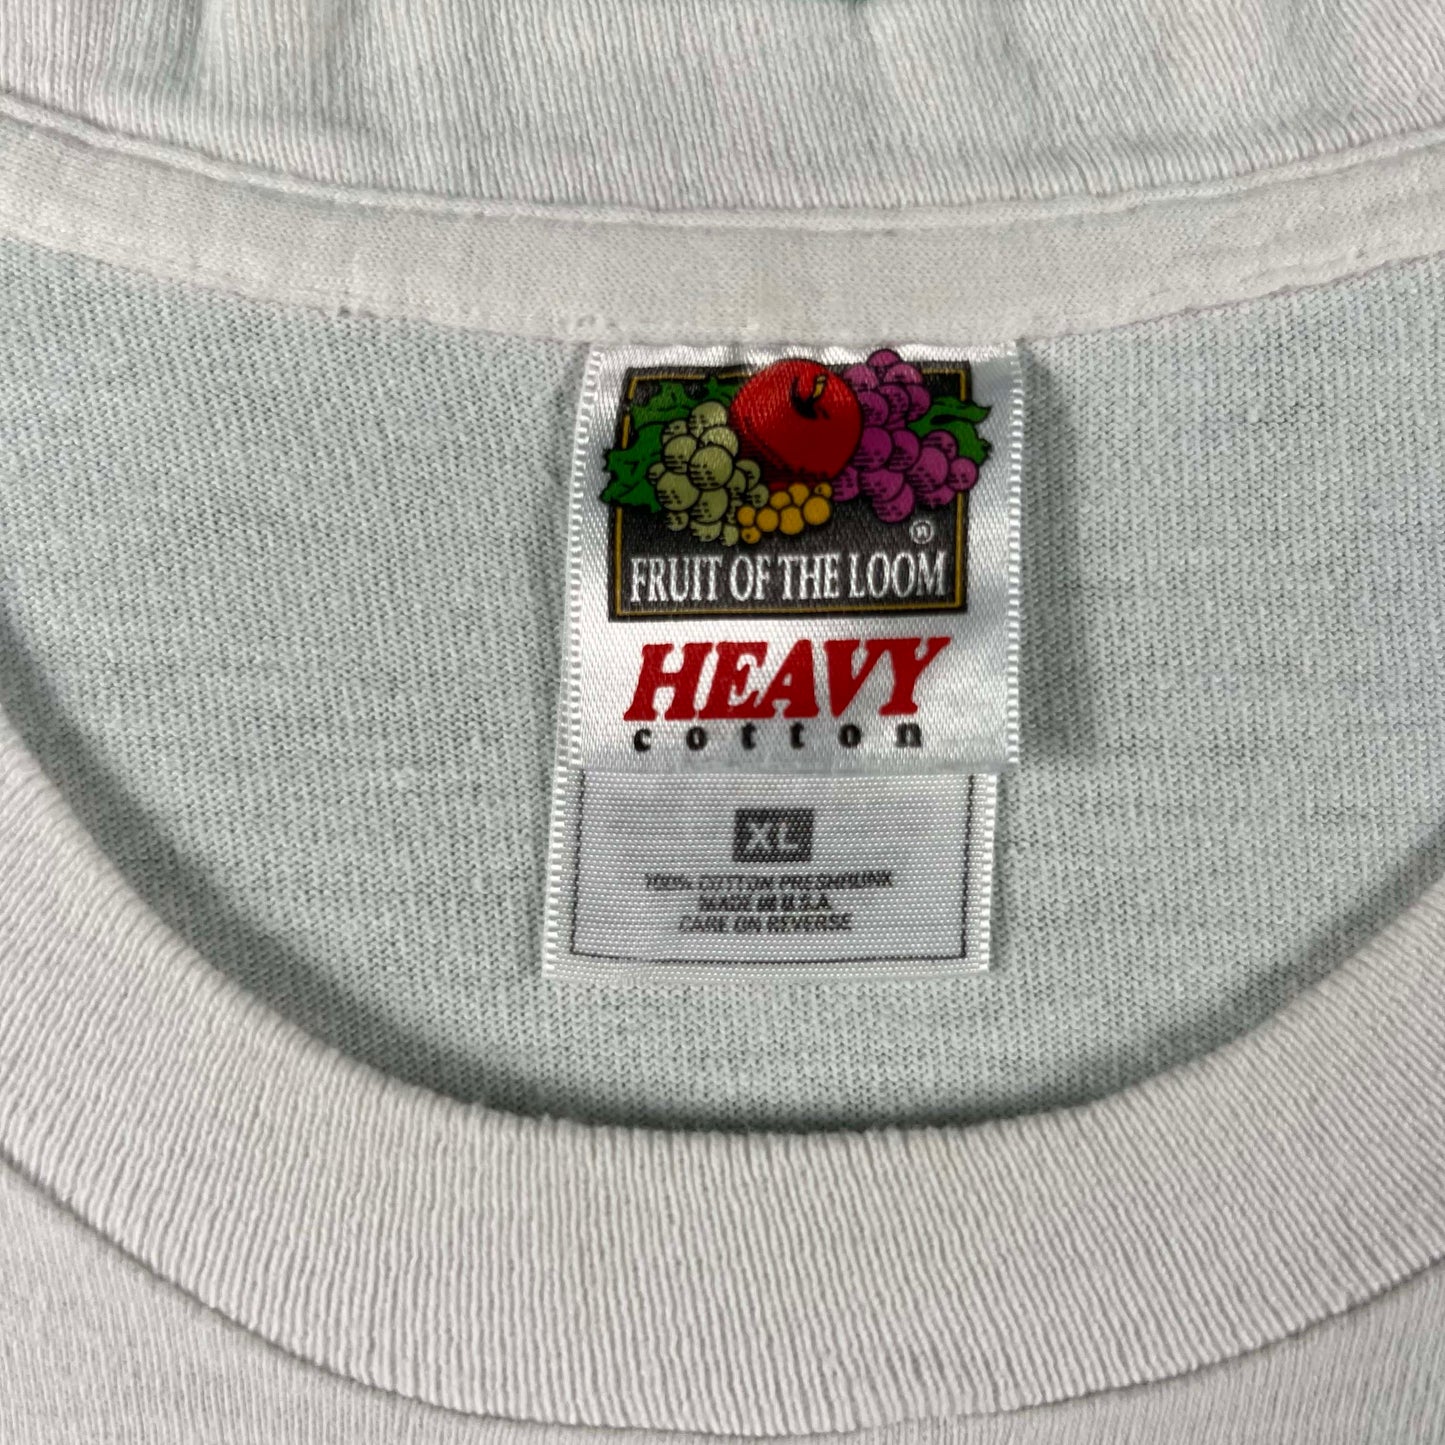 ®
FRUIT OF THE LOOM
HEAVY
cotton
XL
100% COTTON PRESHRUNK
MADE IN U.S.A.
CARE ON REVERSE